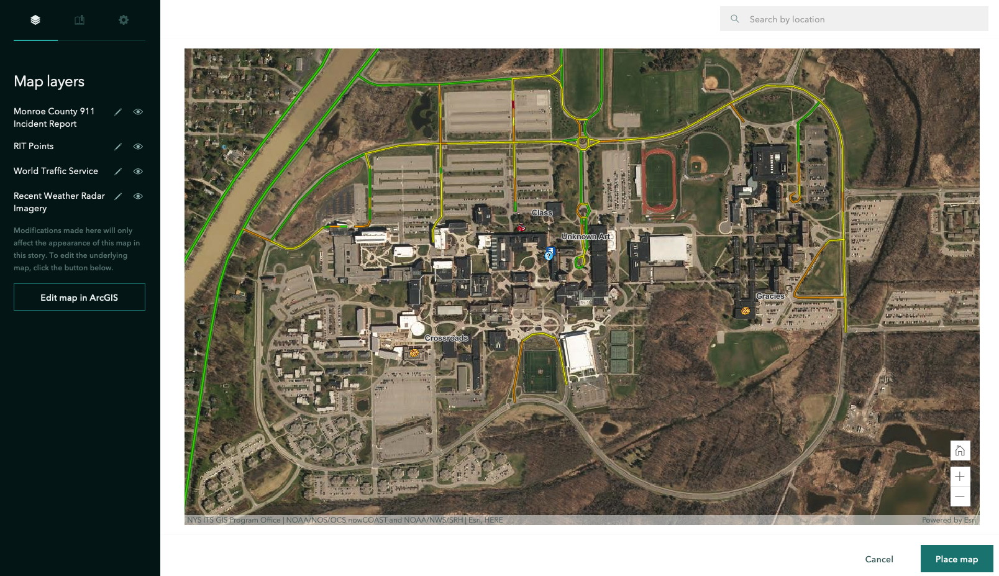 Search by location
Map layers
Monroe County 911
Incident Report
RIT Points
World Traffic Service
Recent Weather Radar
Imagery
Modifications made here will only
affect the appearance of this map in
this story. To edit the underlying
map, click the button below.
Edit map in ArcGIS
Class
Unknown Art
Gracies
Crossroads
NYS ITS GIS Program Office | NOAA/NOS/OCS nowCOAST and NOAA/NWS/SRH | Esri, HERE
Powered by Esri
Cancel
Place map